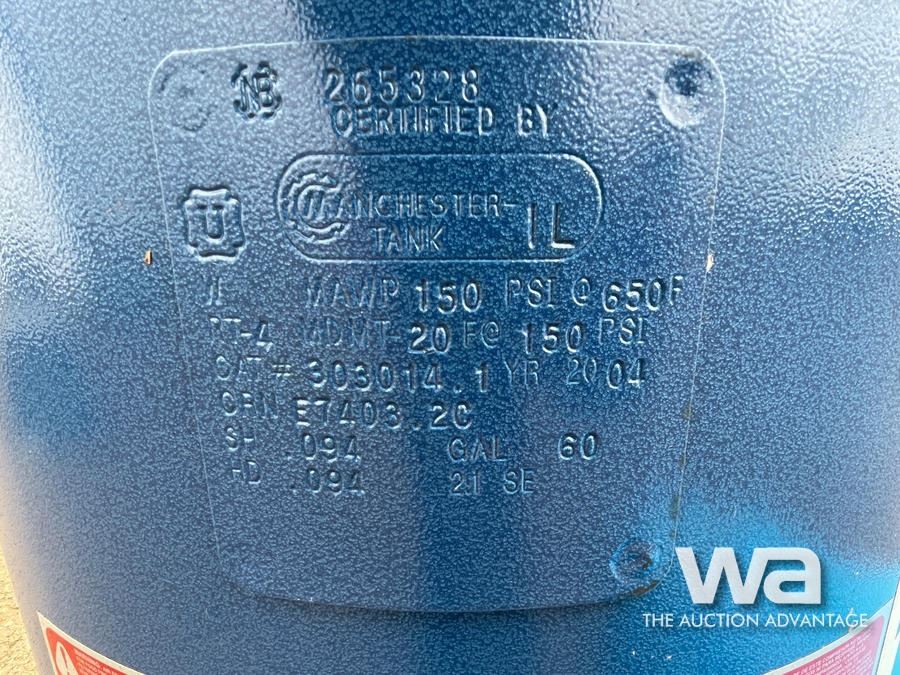 NB 265328
CERTIFIED BY
U
MANCHESTER-
TANK IL
W MAWP 150 PSI @ 650F
RT-4 MDMT-20 F@ 150 PSI
CAT# 303014.1 YR 2004
CRN E7403.2C
SH .094 GAL 60
HD .094 21 SE
wa
THE AUCTION ADVANTAGE